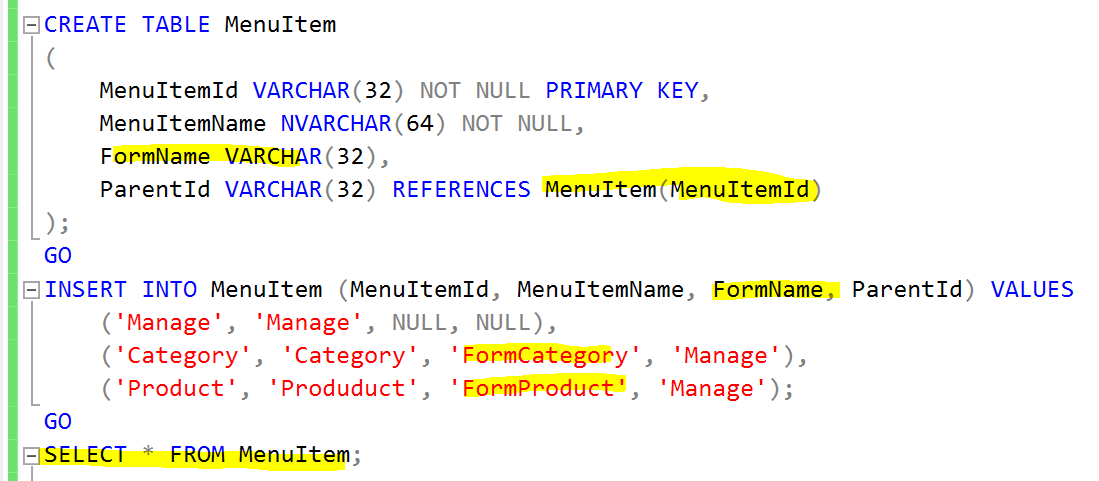 CREATE TABLE MenuItem
(
MenuItemId VARCHAR(32) NOT NULL PRIMARY KEY,
MenuItemName NVARCHAR(64) NOT NULL,
FormName VARCHAR(32),
ParentId VARCHAR(32) REFERENCES MenuItem(MenuItemId)
);
GO
INSERT INTO MenuItem (MenuItemId, MenuItemName, FormName, ParentId) VALUES
('Manage', 'Manage', NULL, NULL),
('Category', 'Category', 'FormCategory', 'Manage'),
('Product', 'Produduct', 'FormProduct', 'Manage');
GO
SELECT * FROM MenuItem;